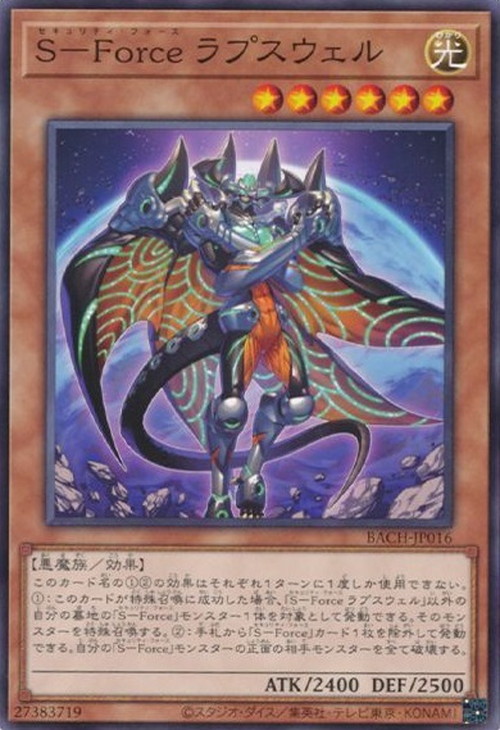 セキュリティ・フォース
S－Force ラプスウェル
光
BACH-JP016
【悪魔族／効果】
このカード名の①②の効果はそれぞれ1ターンに1度しか使用できない。
①：このカードが特殊召喚に成功した場合、「S－Force ラプスウェル」以外の
自分の墓地の「S－Force」モンスター1体を対象として発動できる。そのモン
スターを特殊召喚する。②：手札から「S－Force」カード1枚を除外して発動
できる。自分の「S－Force」モンスターの正面の相手モンスターを全て破壊する。
ATK/2400 DEF/2500
27383719
©スタジオ・ダイス／集英社・テレビ東京・KONAMI